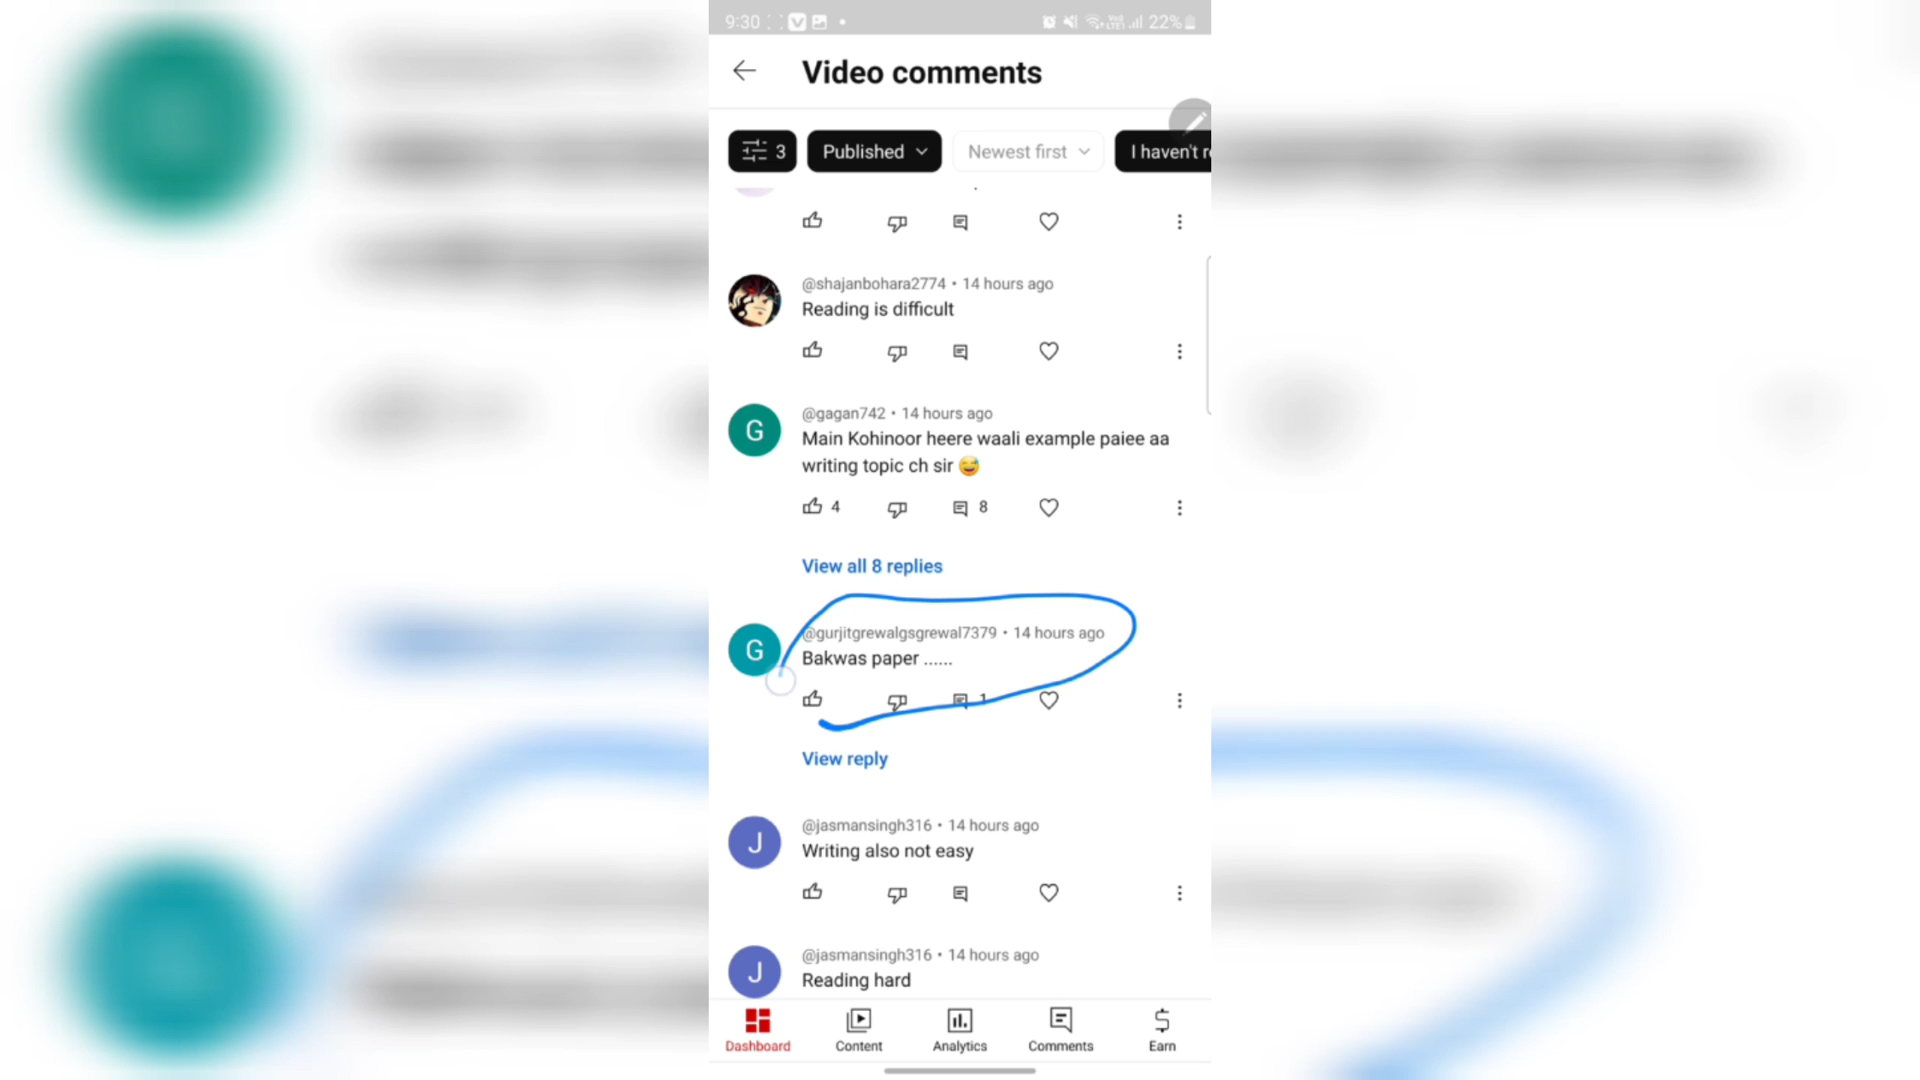 9:30
22%
Video comments
3
Published
Newest first
I haven't r
@shajanbohara2774 • 14 hours ago
Reading is difficult
@gagan742 • 14 hours ago
G
Main Kohinoor heere waali example paiee aa
writing topic ch sir 😅
4
8
View all 8 replies
@gurjitgrewalgsgrewal7379 • 14 hours ago
G
Bakwas paper ......
1
View reply
@jasmansingh316 • 14 hours ago
J
Writing also not easy
@jasmansingh316 • 14 hours ago
J
Reading hard
Dashboard
Content
Analytics
Comments
Earn